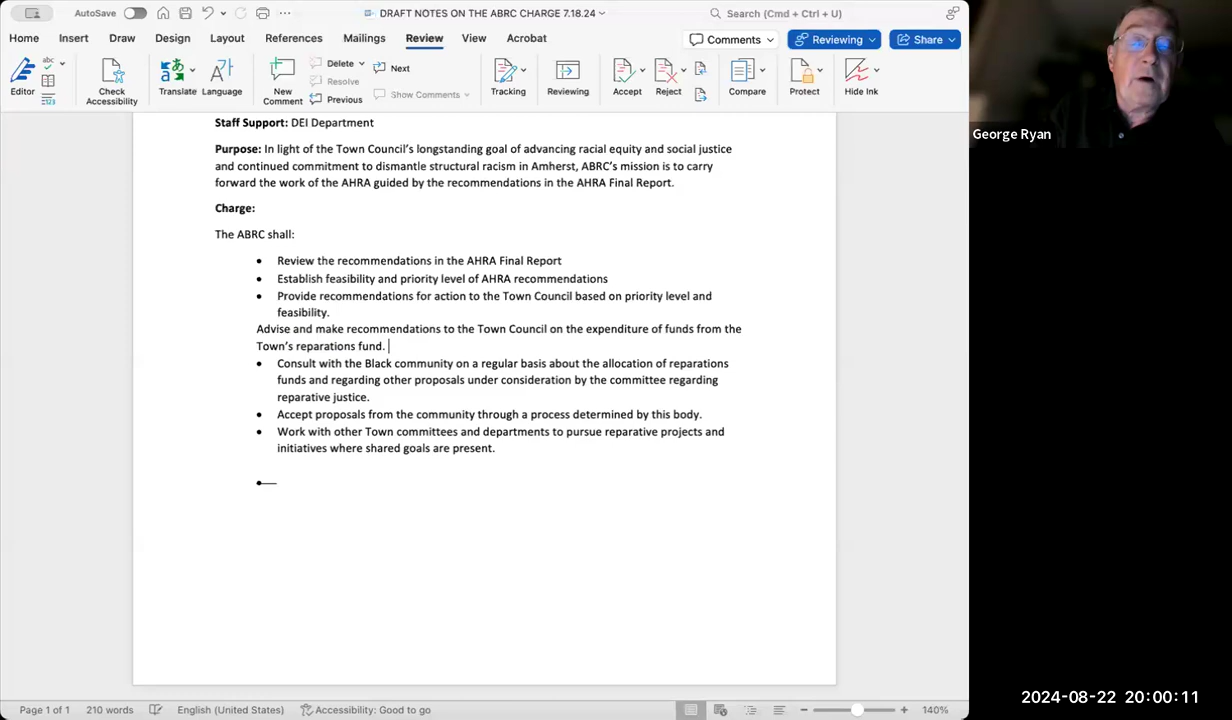 AutoSave
DRAFT NOTES ON THE ABRC CHARGE 7.18.24
Search (Cmd + Ctrl + U)
Home Insert Draw Design Layout References Mailings Review View Acrobat
Comments Reviewing Share
Editor
Check Accessibility
Translate Language
New Comment
Delete
Resolve
Previous
Next
Show Comments
Tracking
Reviewing
Accept Reject
Compare
Protect
Hide Ink
Staff Support: DEI Department
Purpose: In light of the Town Council's longstanding goal of advancing racial equity and social justice
and continued commitment to dismantle structural racism in Amherst, ABRC's mission is to carry
forward the work of the AHRA guided by the recommendations in the AHRA Final Report.
Charge:
The ABRC shall:
• Review the recommendations in the AHRA Final Report
• Establish feasibility and priority level of AHRA recommendations
• Provide recommendations for action to the Town Council based on priority level and
feasibility.
Advise and make recommendations to the Town Council on the expenditure of funds from the
Town's reparations fund.
• Consult with the Black community on a regular basis about the allocation of reparations
funds and regarding other proposals under consideration by the committee regarding
reparative justice.
• Accept proposals from the community through a process determined by this body.
• Work with other Town committees and departments to pursue reparative projects and
initiatives where shared goals are present.
Page 1 of 1 210 words English (United States) Accessibility: Good to go 140%
George Ryan
2024-08-22 20:00:11